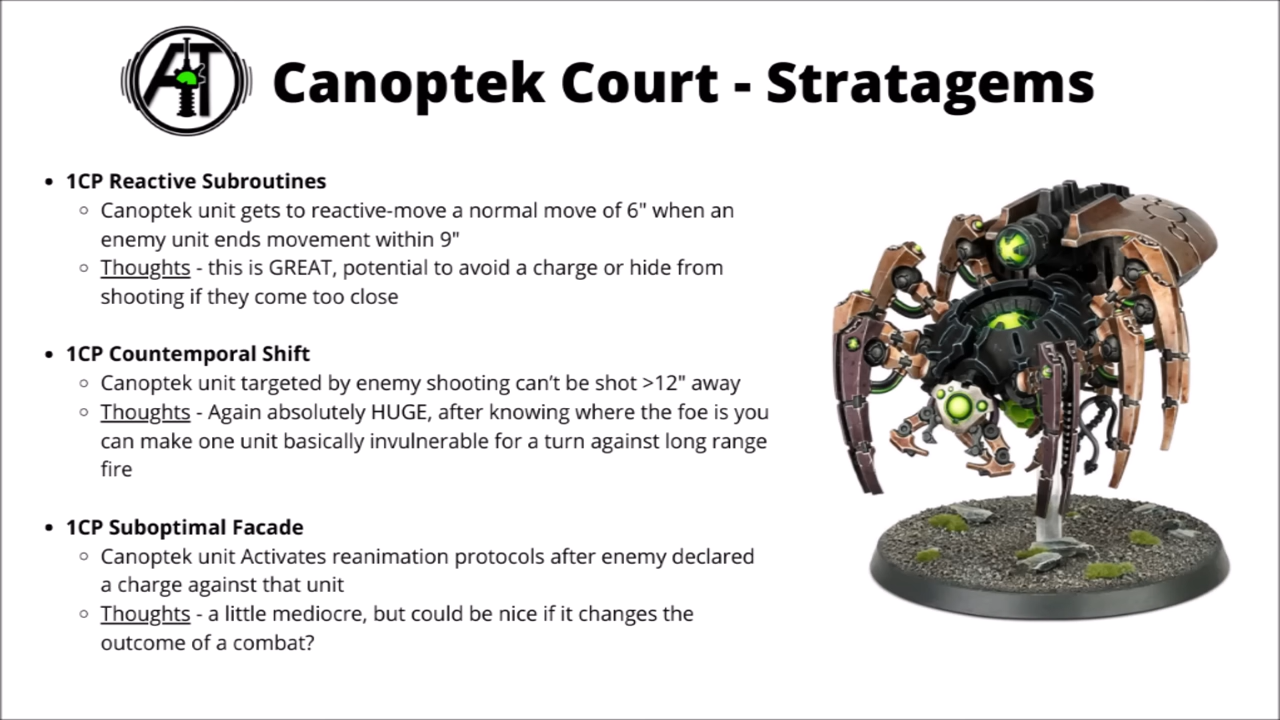 AT
Canoptek Court - Stratagems
• 1CP Reactive Subroutines
◦ Canoptek unit gets to reactive-move a normal move of 6" when an
enemy unit ends movement within 9"
◦ Thoughts - this is GREAT, potential to avoid a charge or hide from
shooting if they come too close
• 1CP Countemporal Shift
◦ Canoptek unit targeted by enemy shooting can't be shot >12" away
◦ Thoughts - Again absolutely HUGE, after knowing where the foe is you
can make one unit basically invulnerable for a turn against long range
fire
• 1CP Suboptimal Facade
◦ Canoptek unit Activates reanimation protocols after enemy declared
a charge against that unit
◦ Thoughts - a little mediocre, but could be nice if it changes the
outcome of a combat?